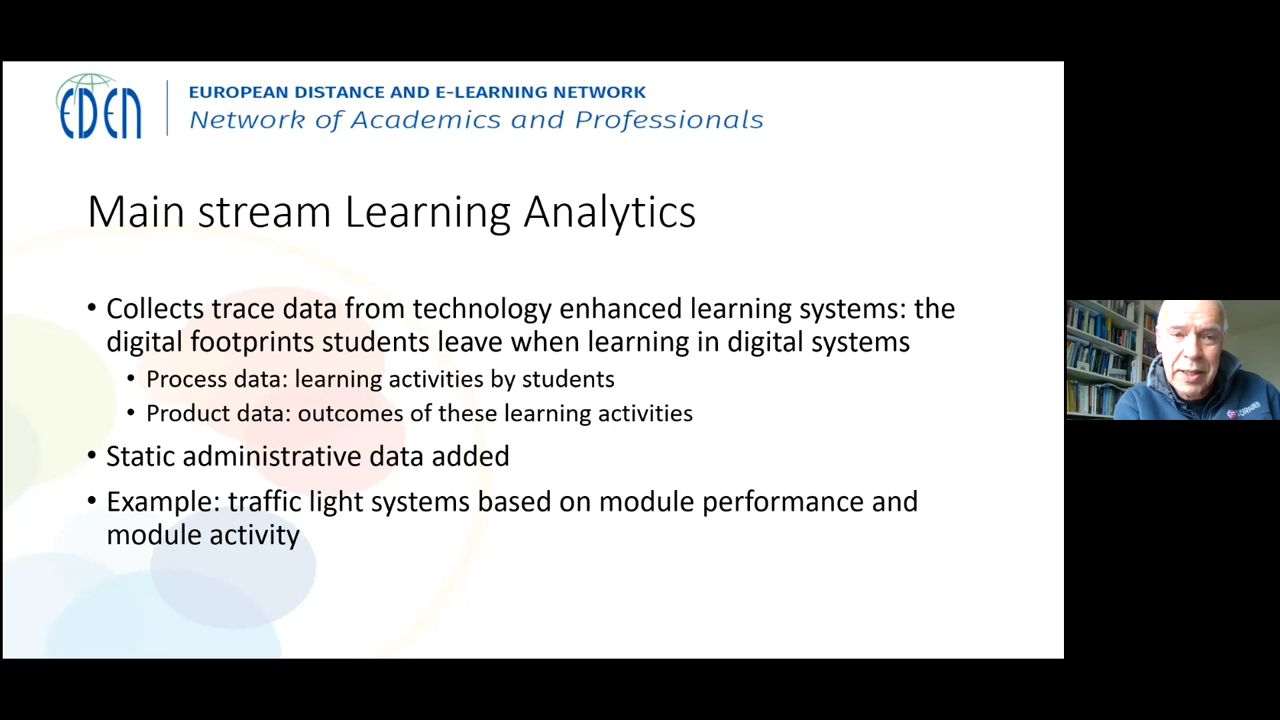 EDEN
EUROPEAN DISTANCE AND E-LEARNING NETWORK
Network of Academics and Professionals
Main stream Learning Analytics
• Collects trace data from technology enhanced learning systems: the
digital footprints students leave when learning in digital systems
• Process data: learning activities by students
• Product data: outcomes of these learning activities
• Static administrative data added
• Example: traffic light systems based on module performance and
module activity